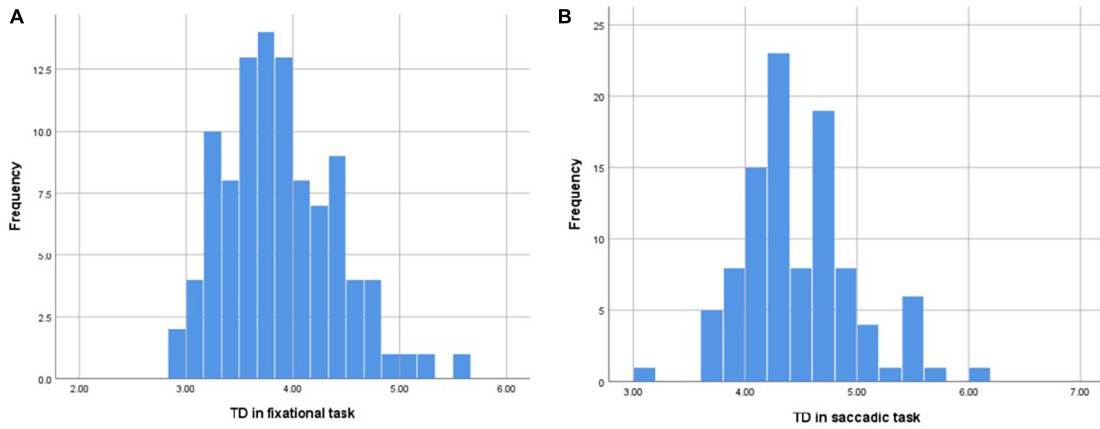 A
Frequency
12.5
10.0
7.5
5.0
2.5
0.0
2.00 3.00 4.00 5.00 6.00
TD in fixational task
B
Frequency
25
20
15
10
5
0
3.00 4.00 5.00 6.00 7.00
TD in saccadic task